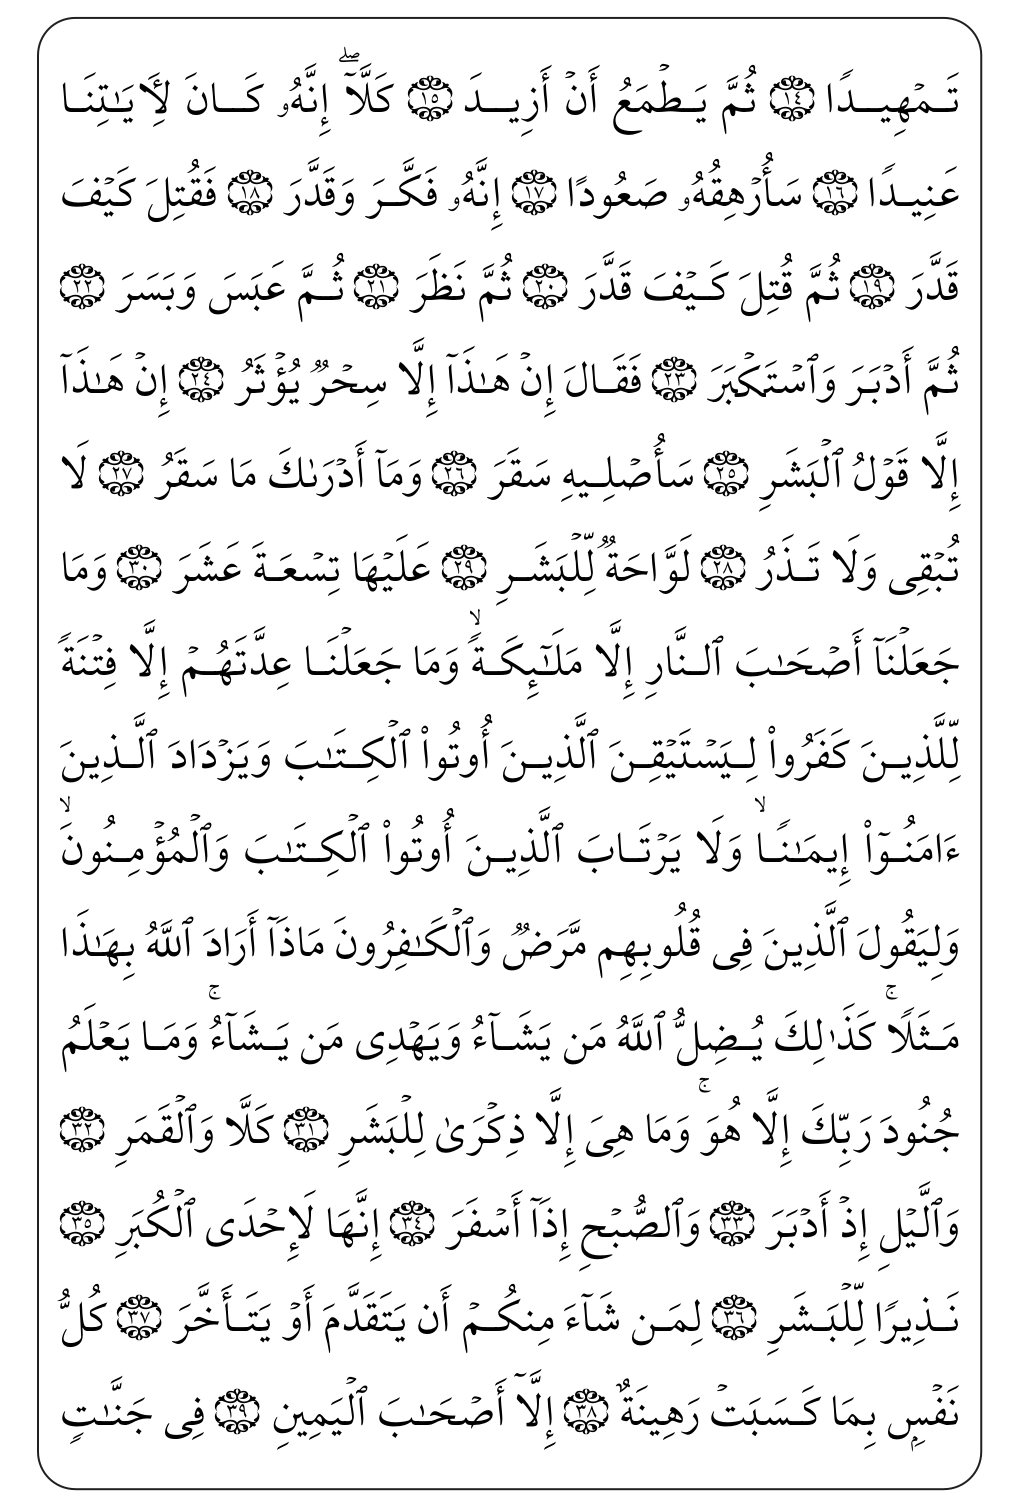 تَمْهِيدًا ١٤ ثُمَّ يَطْمَعُ أَنْ أَزِيدَ ١٥ كَلَّآۖ إِنَّهُۥ كَانَ لِـَٔايَـٰتِنَا
عَنِيدًا ١٦ سَأُرْهِقُهُۥ صَعُودًا ١٧ إِنَّهُۥ فَكَّرَ وَقَدَّرَ ١٨ فَقُتِلَ كَيْفَ
قَدَّرَ ١٩ ثُمَّ قُتِلَ كَيْفَ قَدَّرَ ٢٠ ثُمَّ نَظَرَ ٢١ ثُمَّ عَبَسَ وَبَسَرَ ٢٢
ثُمَّ أَدْبَرَ وَٱسْتَكْبَرَ ٢٣ فَقَالَ إِنْ هَـٰذَآ إِلَّا سِحْرٌ يُؤْثَرُ ٢٤ إِنْ هَـٰذَآ
إِلَّا قَوْلُ ٱلْبَشَرِ ٢٥ سَأُصْلِيهِ سَقَرَ ٢٦ وَمَآ أَدْرَىٰكَ مَا سَقَرُ ٢٧ لَا
تُبْقِى وَلَا تَذَرُ ٢٨ لَوَّاحَةٌ لِّلْبَشَرِ ٢٩ عَلَيْهَا تِسْعَةَ عَشَرَ ٣٠ وَمَا
جَعَلْنَآ أَصْحَـٰبَ ٱلنَّارِ إِلَّا مَلَـٰٓئِكَةًۙ وَمَا جَعَلْنَا عِدَّتَهُمْ إِلَّا فِتْنَةً
لِّلَّذِينَ كَفَرُوا۟ لِيَسْتَيْقِنَ ٱلَّذِينَ أُوتُوا۟ ٱلْكِتَـٰبَ وَيَزْدَادَ ٱلَّذِينَ
ءَامَنُوٓا۟ إِيمَـٰنًاۙ وَلَا يَرْتَابَ ٱلَّذِينَ أُوتُوا۟ ٱلْكِتَـٰبَ وَٱلْمُؤْمِنُونَۙ
وَلِيَقُولَ ٱلَّذِينَ فِى قُلُوبِهِم مَّرَضٌ وَٱلْكَـٰفِرُونَ مَاذَآ أَرَادَ ٱللَّهُ بِهَـٰذَا
مَثَلًاۚ كَذَٰلِكَ يُضِلُّ ٱللَّهُ مَن يَشَآءُ وَيَهْدِى مَن يَشَآءُۚ وَمَا يَعْلَمُ
جُنُودَ رَبِّكَ إِلَّا هُوَۚ وَمَا هِىَ إِلَّا ذِكْرَىٰ لِلْبَشَرِ ٣١ كَلَّا وَٱلْقَمَرِ ٣٢
وَٱلَّيْلِ إِذْ أَدْبَرَ ٣٣ وَٱلصُّبْحِ إِذَآ أَسْفَرَ ٣٤ إِنَّهَا لَإِحْدَى ٱلْكُبَرِ ٣٥
نَذِيرًا لِّلْبَشَرِ ٣٦ لِمَن شَآءَ مِنكُمْ أَن يَتَقَدَّمَ أَوْ يَتَأَخَّرَ ٣٧ كُلُّ
نَفْسٍۭ بِمَا كَسَبَتْ رَهِينَةٌ ٣٨ إِلَّآ أَصْحَـٰبَ ٱلْيَمِينِ ٣٩ فِى جَنَّـٰتٍ